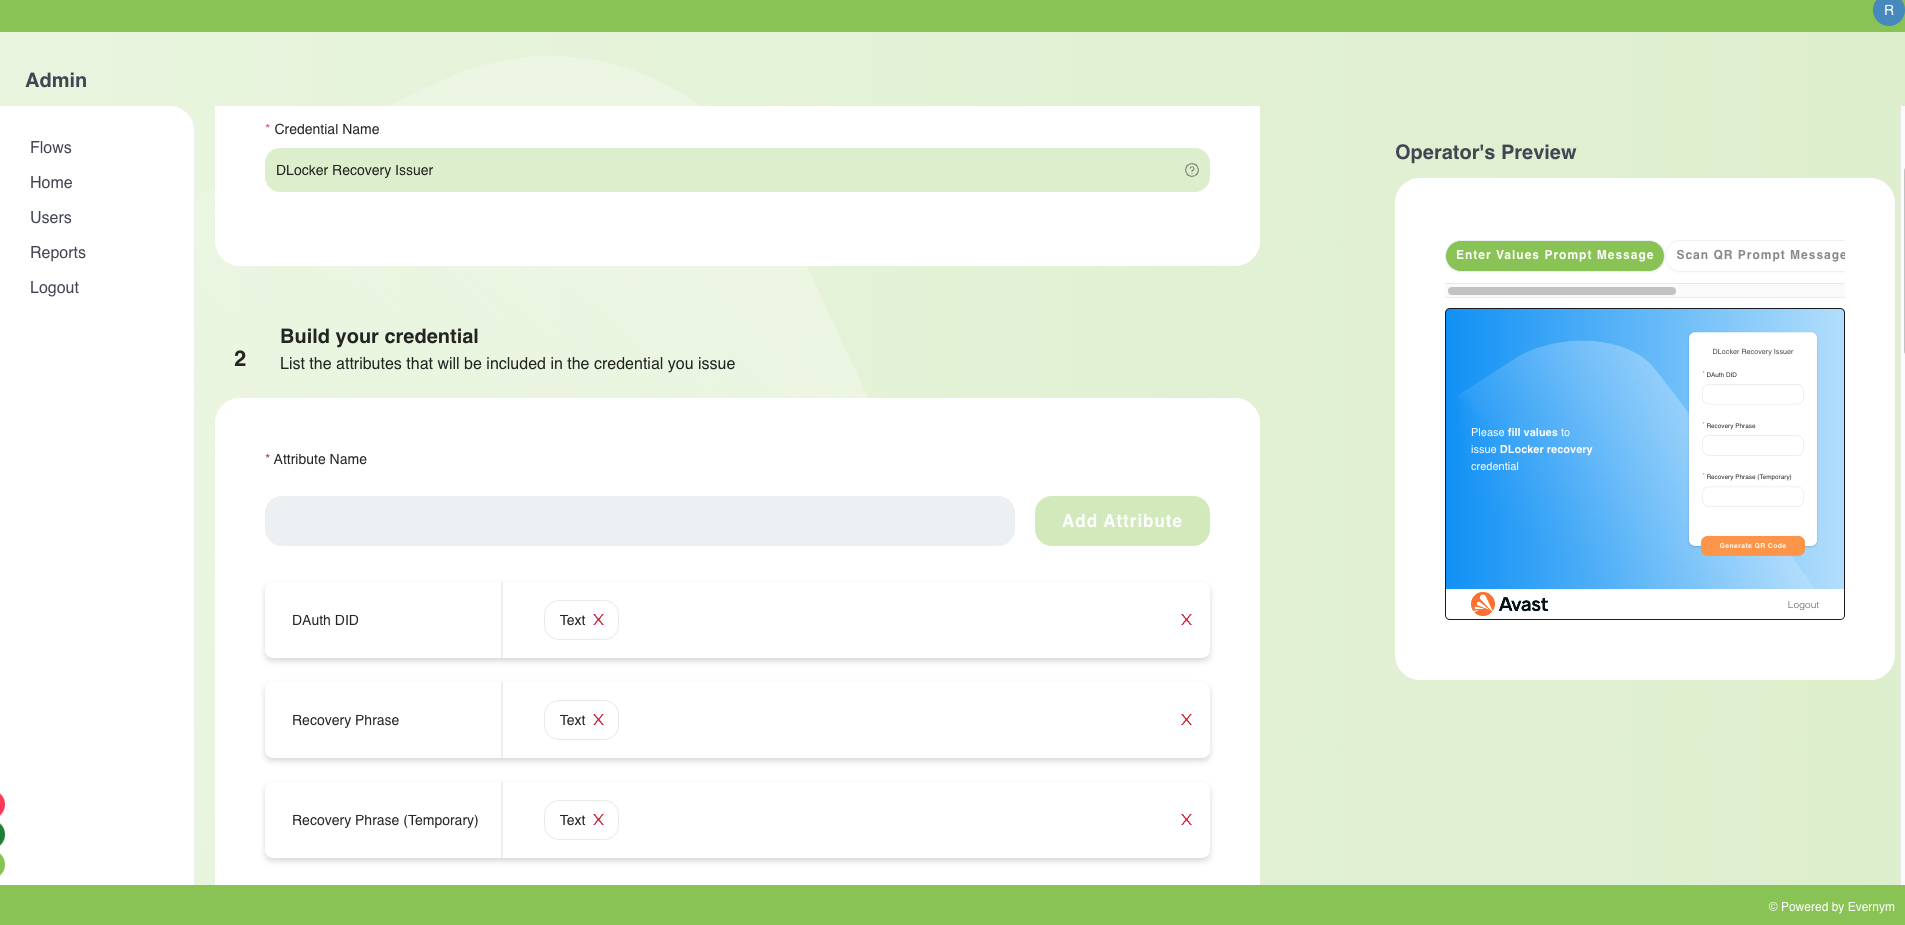 R
Admin
Flows
Home
Users
Reports
Logout
* Credential Name
DLocker Recovery Issuer
2
Build your credential
List the attributes that will be included in the credential you issue
* Attribute Name
Add Attribute
DAuth DID
Text X
X
Recovery Phrase
Text X
X
Recovery Phrase (Temporary)
Text X
X
Operator's Preview
Enter Values Prompt Message
Scan QR Prompt Message
Please fill values to
issue DLocker recovery
credential
DLocker Recovery Issuer
* DAuth DID
* Recovery Phrase
* Recovery Phrase (Temporary)
Generate QR Code
Avast
Logout
© Powered by Evernym